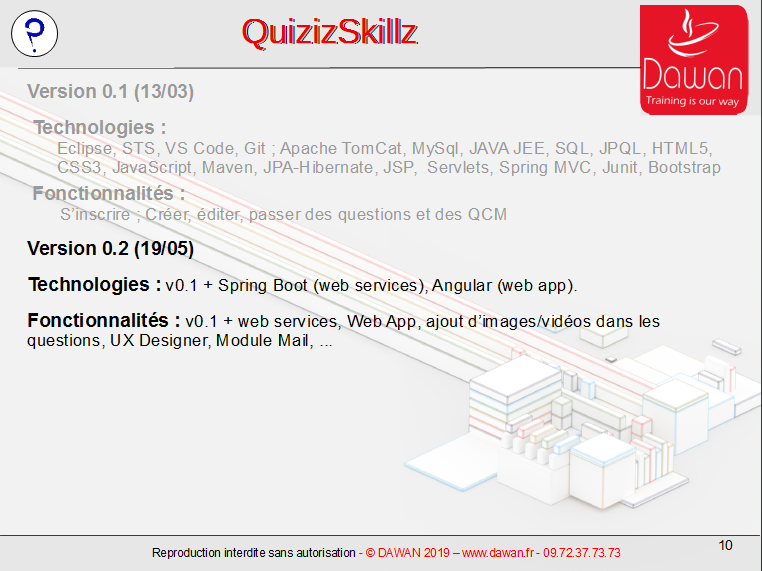 ?
QuizizSkillz
Dawan
Training is our way
Version 0.1 (13/03)
Technologies :
Eclipse, STS, VS Code, Git ; Apache TomCat, MySql, JAVA JEE, SQL, JPQL, HTML5,
CSS3, JavaScript, Maven, JPA-Hibernate, JSP, Servlets, Spring MVC, Junit, Bootstrap
Fonctionnalités :
S'inscrire ; Créer, éditer, passer des questions et des QCM
Version 0.2 (19/05)
Technologies : v0.1 + Spring Boot (web services), Angular (web app).
Fonctionnalités : v0.1 + web services, Web App, ajout d'images/vidéos dans les
questions, UX Designer, Module Mail, ...
Reproduction interdite sans autorisation - © DAWAN 2019 – www.dawan.fr - 09.72.37.73.73
10